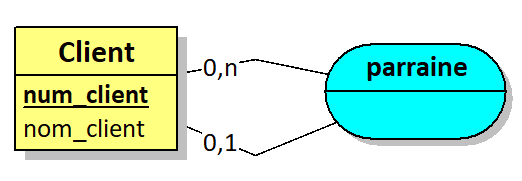 Client
num_client
nom_client
0,n
0,1
parraine